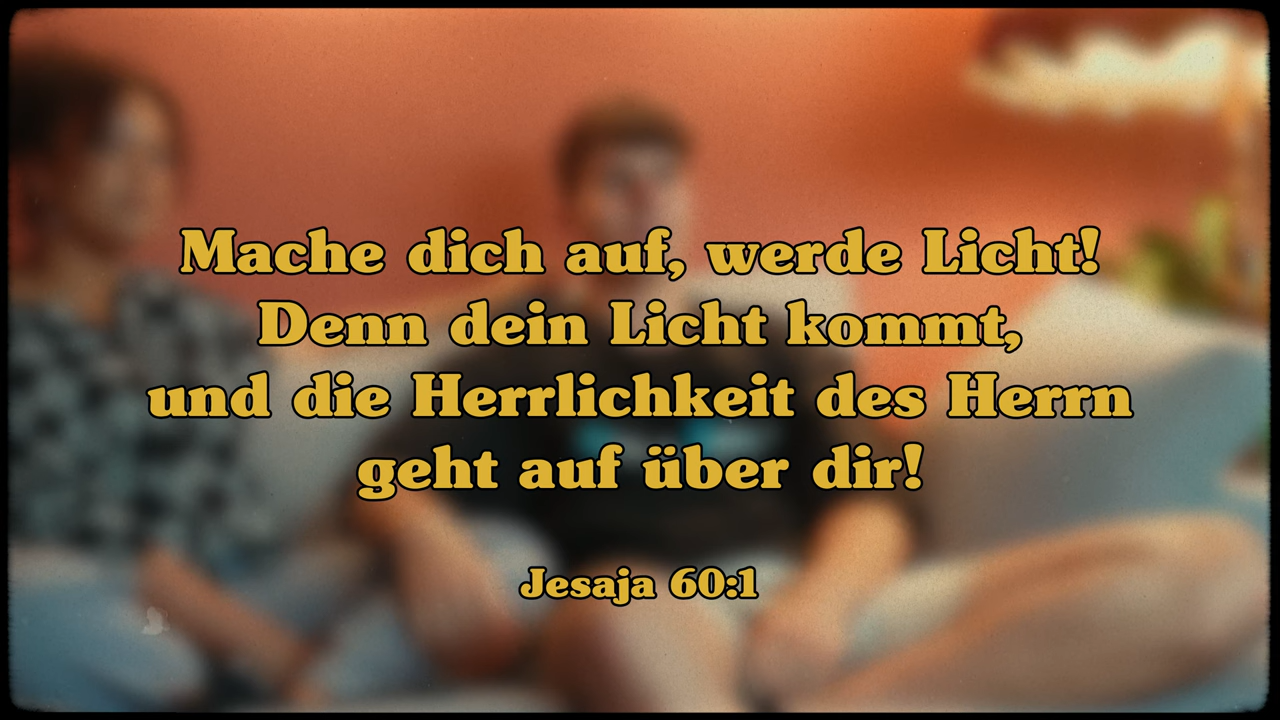 Mache dich auf, werde Licht!
Denn dein Licht kommt,
und die Herrlichkeit des Herrn
geht auf über dir!
Jesaja 60:1